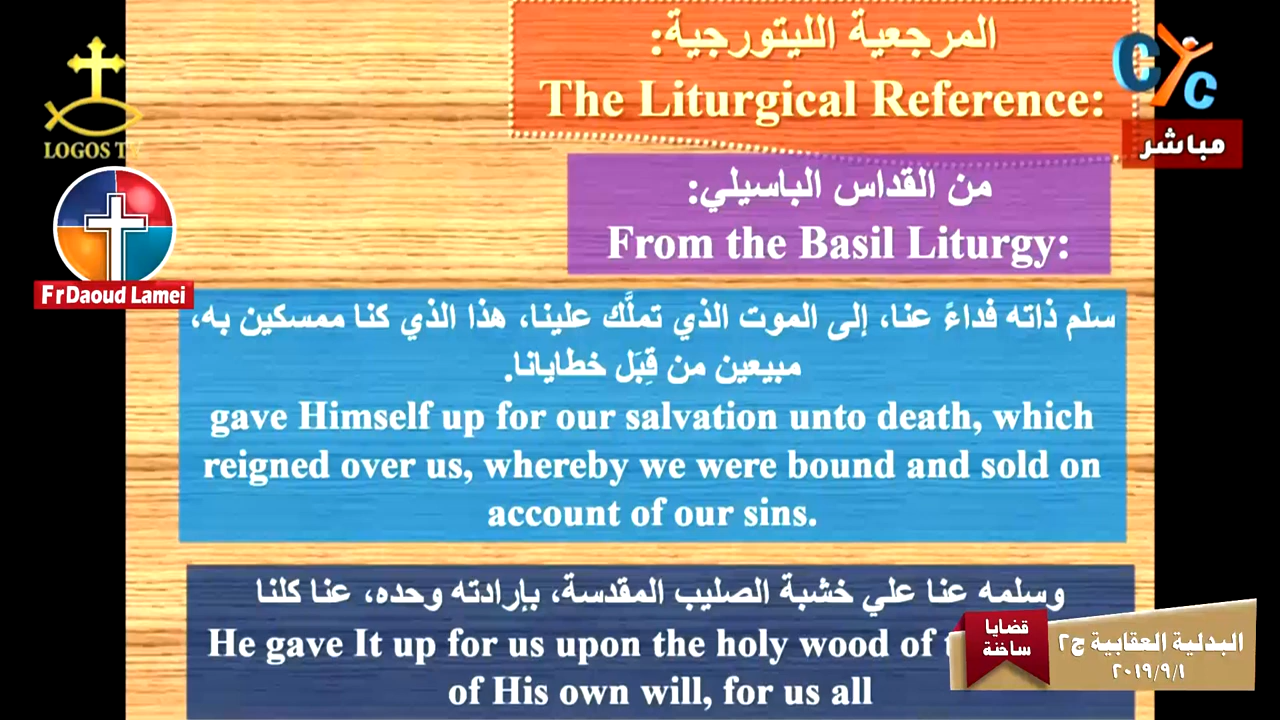 المرجعية الليتورجية:
The Liturgical Reference:
C Y C
مباشر
LOGOS TV
FrDaoud Lamei
من القداس الباسيلي:
From the Basil Liturgy:
سلم ذاته فداءً عنا، إلى الموت الذي تملَّك علينا، هذا الذي كنا ممسكين به،
مبيعين من قِبَل خطايانا.
gave Himself up for our salvation unto death, which
reigned over us, whereby we were bound and sold on
account of our sins.
وسلمه عنا علي خشبة الصليب المقدسة، بإرادته وحده، عنا كلنا
He gave It up for us upon the holy wood of
of His own will, for us all
قضايا
ساخنة
البدلية العقابية ج٢
٢٠١٩/٩/١